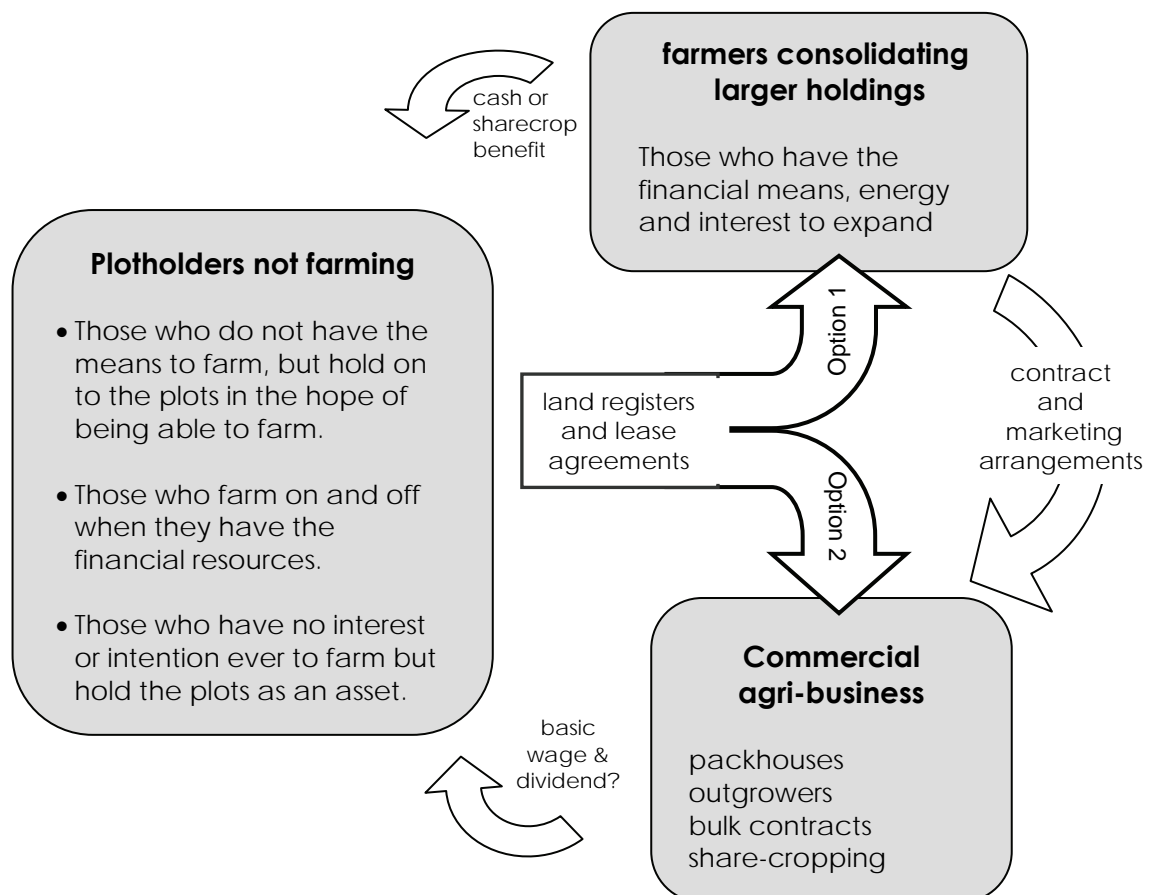 farmers consolidating
larger holdings
Those who have the
financial means, energy
and interest to expand
cash or
sharecrop
benefit
Plotholders not farming
• Those who do not have the
means to farm, but hold on
to the plots in the hope of
being able to farm.
• Those who farm on and off
when they have the
financial resources.
• Those who have no interest
or intention ever to farm but
hold the plots as an asset.
land registers
and lease
agreements
Option 1
Option 2
contract
and
marketing
arrangements
Commercial
agri-business
packhouses
outgrowers
bulk contracts
share-cropping
basic
wage &
dividend?